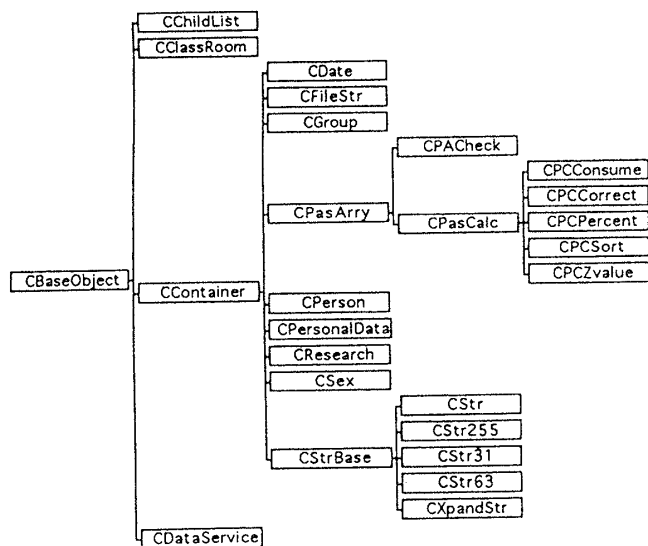 CChildList
CClassRoom
CDate
CFileStr
CGroup
CPACheck
CPCConsume
CPCCorrect
CPasArry
CPasCalc
CPCPercent
CPCSort
CPCZvalue
CBaseObject
CContainer
CPerson
CPersonalData
CResearch
CSex
CStr
CStr255
CStrBase
CStr31
CStr63
CXpandStr
CDataService